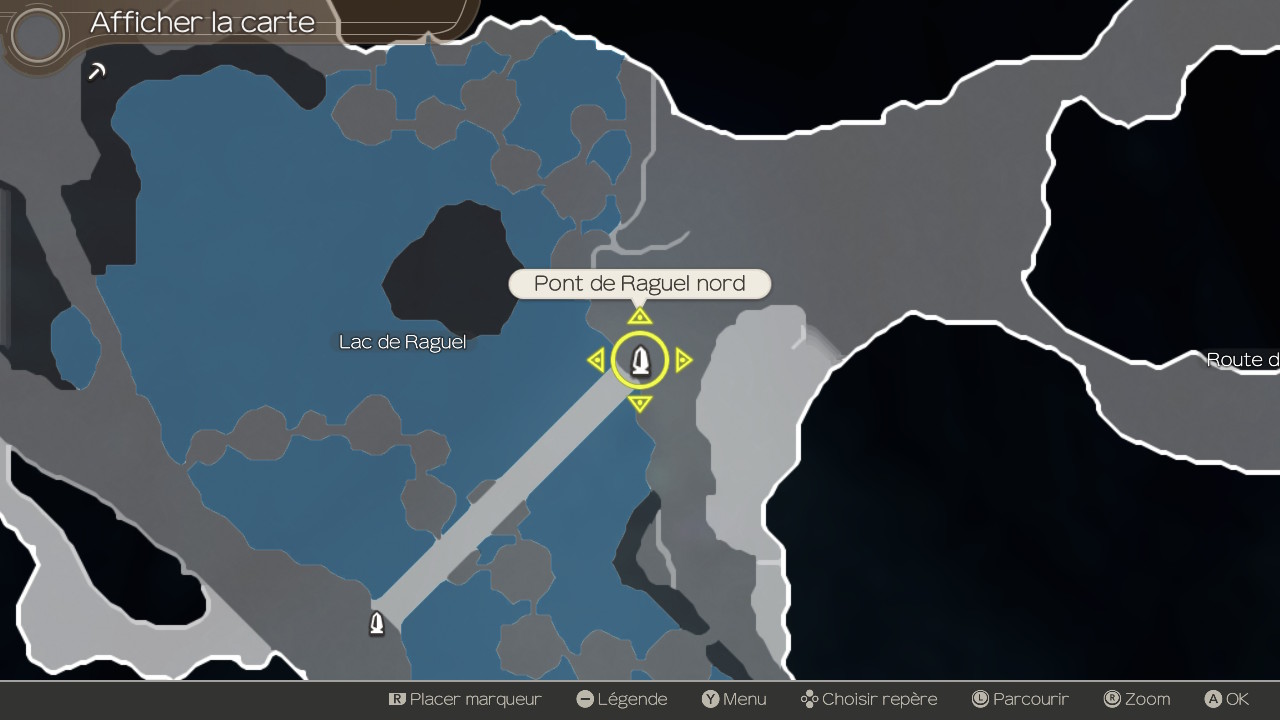 Afficher la carte
Pont de Raguel nord
Lac de Raguel
Route d
R Placer marqueur
Légende
Y Menu
Choisir repère
L Parcourir
R Zoom
A OK